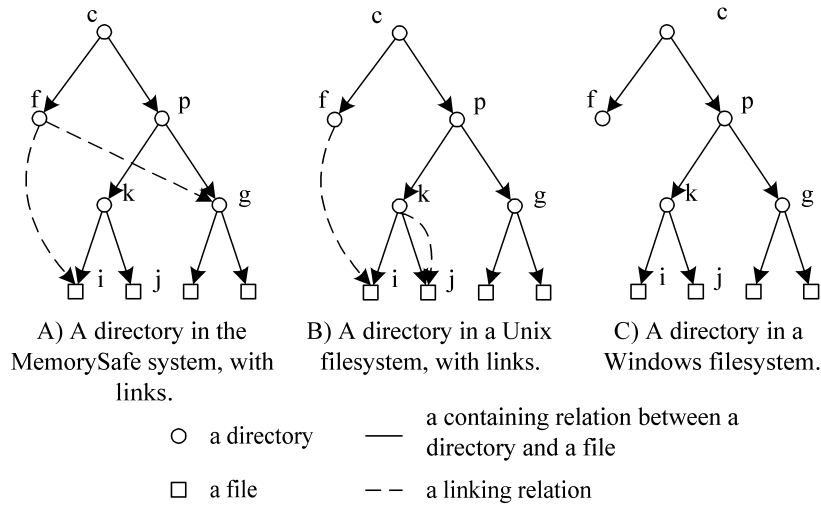 c
f
p
k
g
i
j
A) A directory in the
MemorySafe system, with
links.
c
f
p
k
g
i
j
B) A directory in a Unix
filesystem, with links.
c
f
p
k
g
i
j
C) A directory in a
Windows filesystem.
a directory
a containing relation between a
directory and a file
a file
a linking relation